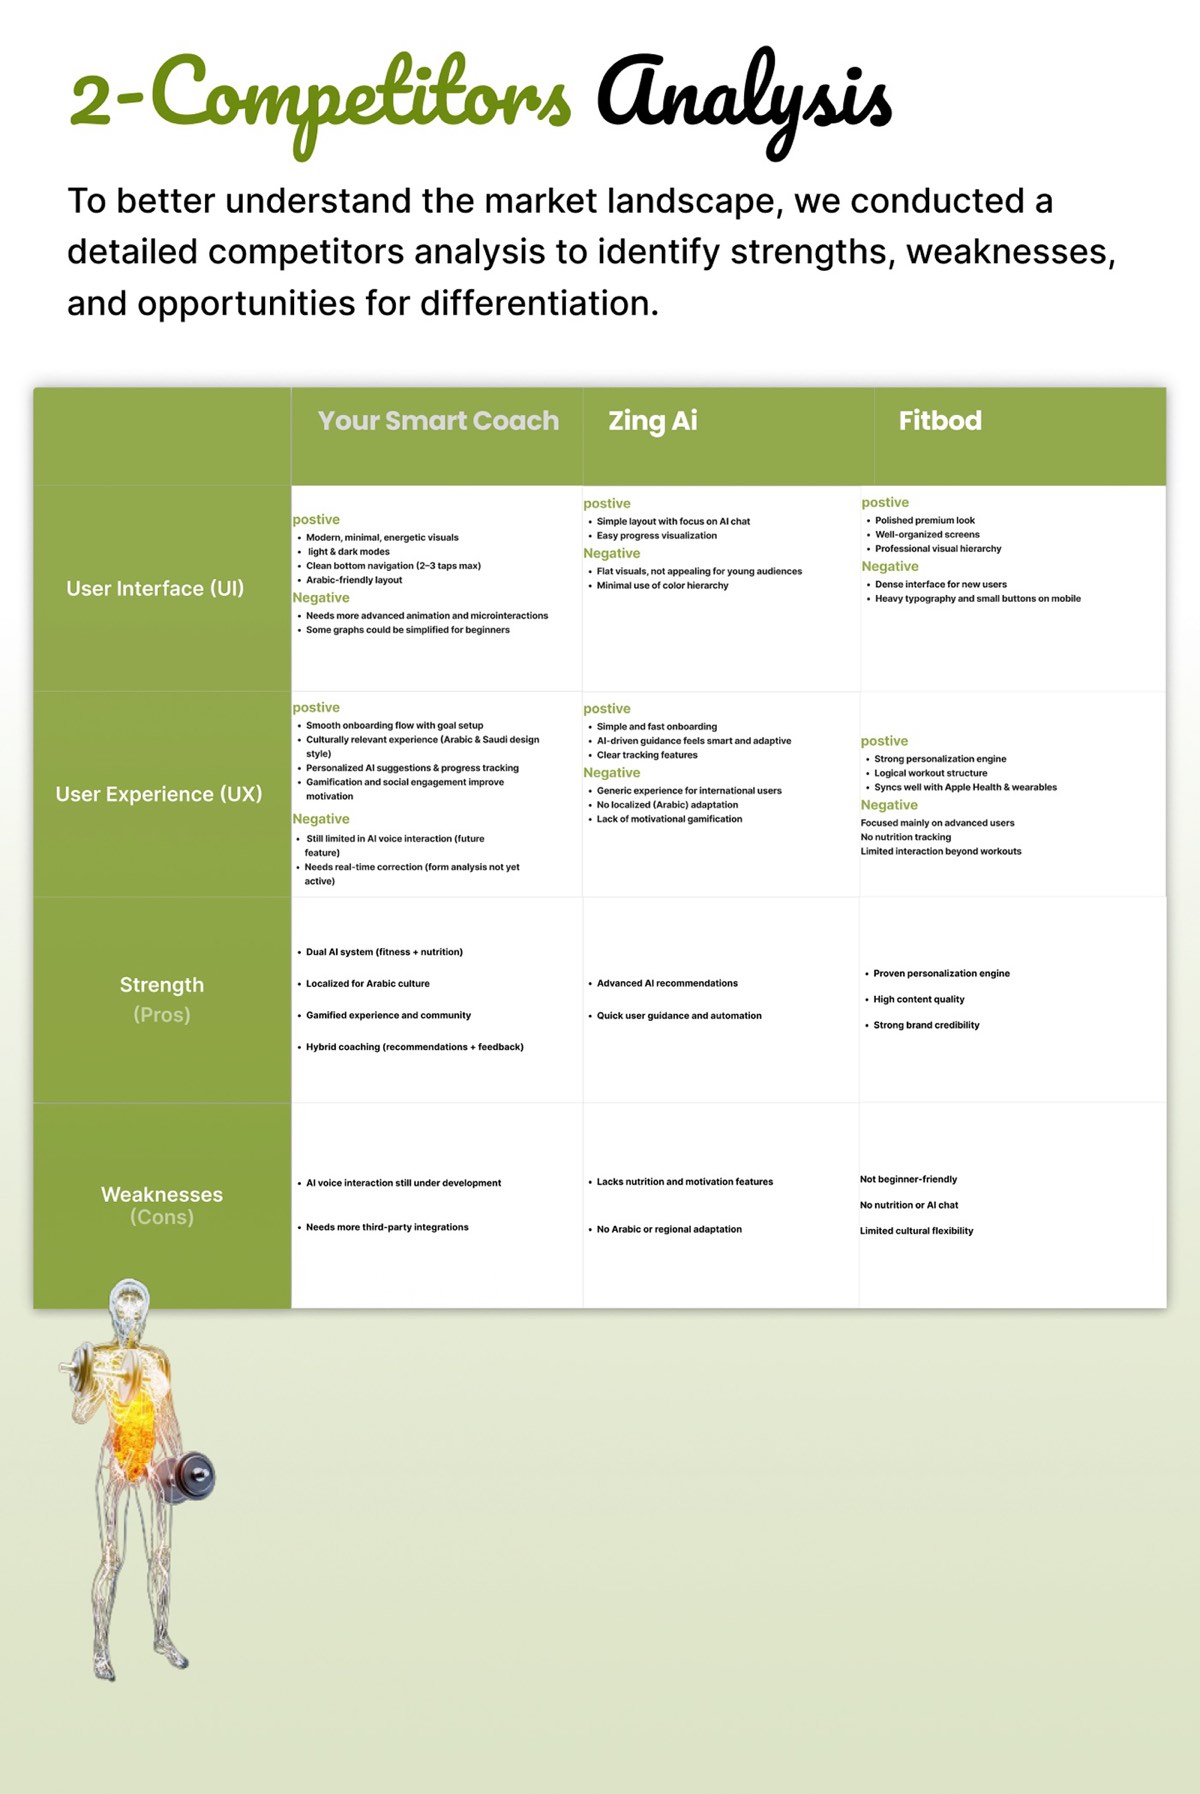 2-Competitors Analysis
To better understand the market landscape, we conducted a
detailed competitors analysis to identify strengths, weaknesses,
and opportunities for differentiation.
Your Smart Coach
Zing Ai
Fitbod
User Interface (UI)
postive
• Modern, minimal, energetic visuals
• light & dark modes
• Clean bottom navigation (2–3 taps max)
• Arabic-friendly layout
Negative
• Needs more advanced animation and microinteractions
• Some graphs could be simplified for beginners
postive
• Simple layout with focus on AI chat
• Easy progress visualization
Negative
• Flat visuals, not appealing for young audiences
• Minimal use of color hierarchy
postive
• Polished premium look
• Well-organized screens
• Professional visual hierarchy
Negative
• Dense interface for new users
• Heavy typography and small buttons on mobile
User Experience (UX)
postive
• Smooth onboarding flow with goal setup
• Culturally relevant experience (Arabic & Saudi design
style)
• Personalized AI suggestions & progress tracking
• Gamification and social engagement improve
motivation
Negative
• Still limited in AI voice interaction (future
feature)
• Needs real-time correction (form analysis not yet
active)
postive
• Simple and fast onboarding
• AI-driven guidance feels smart and adaptive
• Clear tracking features
Negative
• Generic experience for international users
• No localized (Arabic) adaptation
• Lack of motivational gamification
postive
• Strong personalization engine
• Logical workout structure
• Syncs well with Apple Health & wearables
Negative
Focused mainly on advanced users
No nutrition tracking
Limited interaction beyond workouts
Strength
(Pros)
• Dual AI system (fitness + nutrition)
• Localized for Arabic culture
• Gamified experience and community
• Hybrid coaching (recommendations + feedback)
• Advanced AI recommendations
• Quick user guidance and automation
• Proven personalization engine
• High content quality
• Strong brand credibility
Weaknesses
(Cons)
• AI voice interaction still under development
• Needs more third-party integrations
• Lacks nutrition and motivation features
• No Arabic or regional adaptation
Not beginner-friendly
No nutrition or AI chat
Limited cultural flexibility